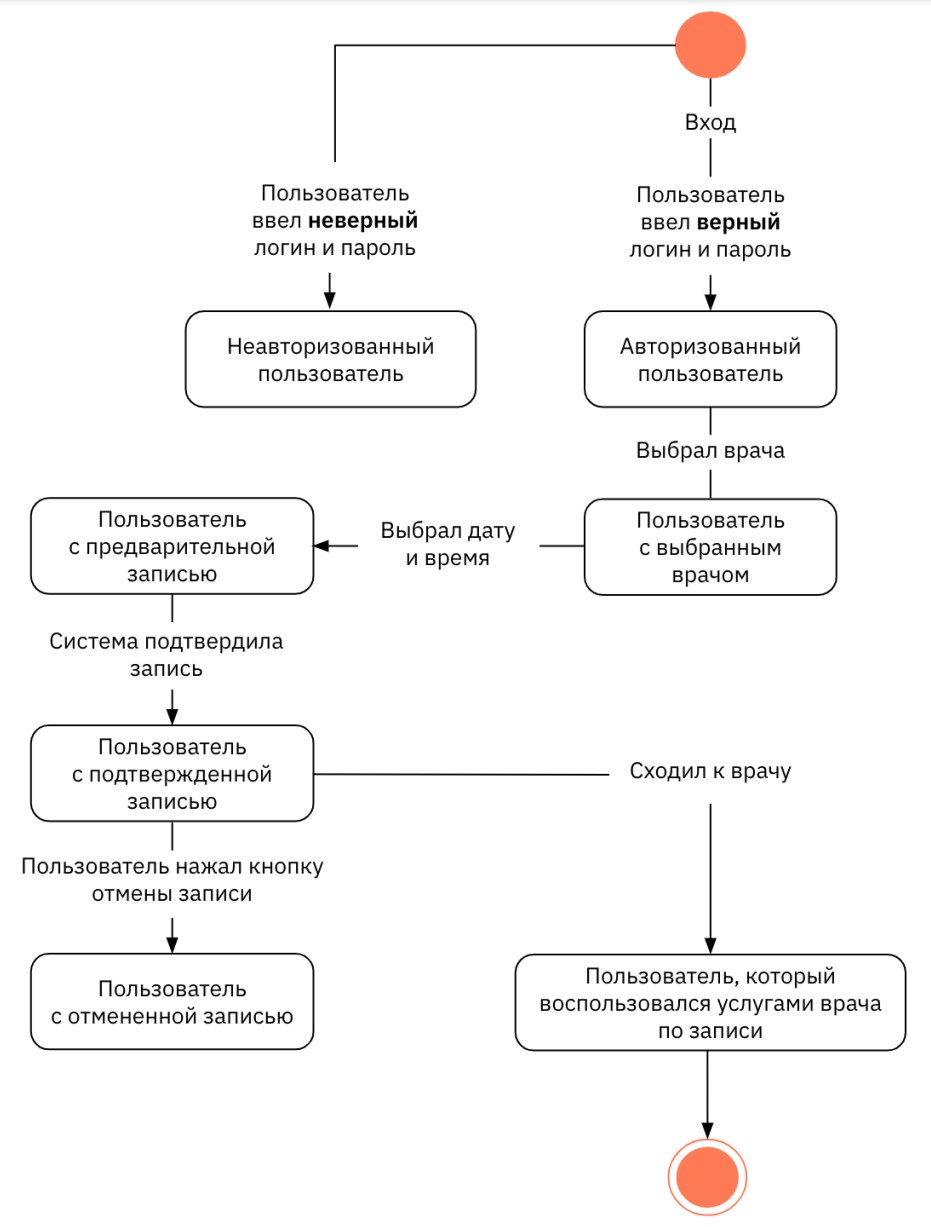 Вход
Пользователь
ввел неверный
логин и пароль
Пользователь
ввел верный
логин и пароль
Неавторизованный
пользователь
Авторизованный
пользователь
Выбрал врача
Пользователь
с выбранным
врачом
Выбрал дату
и время
Пользователь
с предварительной
записью
Система подтвердила
запись
Пользователь
с подтвержденной
записью
Сходил к врачу
Пользователь нажал кнопку
отмены записи
Пользователь
с отмененной записью
Пользователь, который
воспользовался услугами врача
по записи